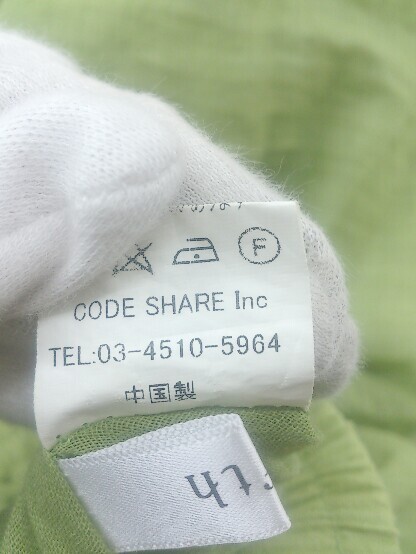 F
CODE SHARE Inc
TEL:03-4510-5964
中国製